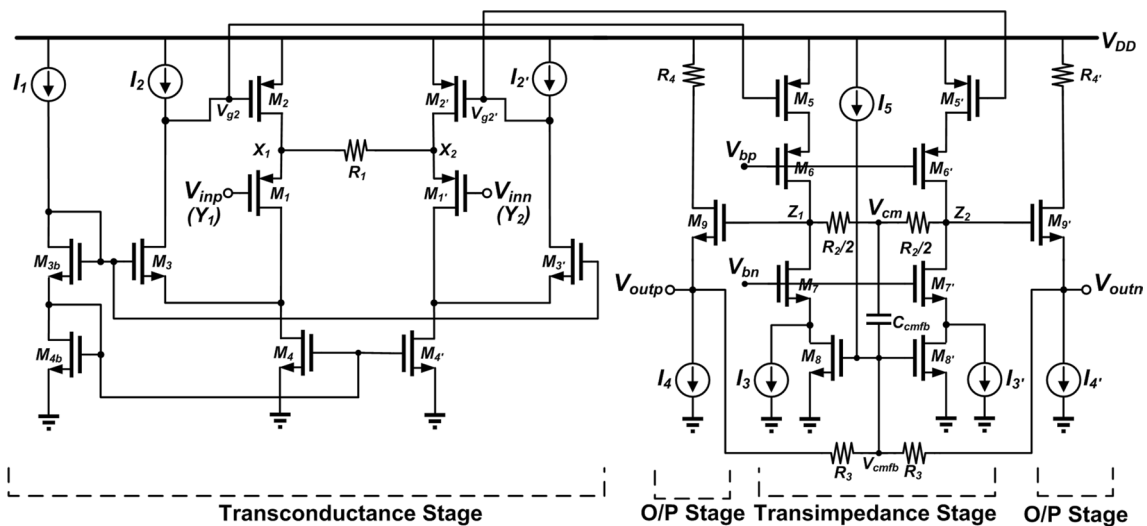 V_DD
I_1
I_2
M_2
V_g2
M_2'
V_g2'
I_2'
R_4
M_5
I_5
M_5'
R_4'
X_1
R_1
X_2
V_bp
M_6
M_6'
V_inp
(Y_1)
M_1
M_1'
V_inn
(Y_2)
M_9
Z_1
V_cm
Z_2
M_9'
R_2/2
R_2/2
M_3b
M_3
M_3'
V_outp
V_bn
M_7
M_7'
V_outn
C_cmfb
M_4b
M_4
M_4'
I_4
I_3
M_8
M_8'
I_3'
I_4'
R_3
V_cmfb
R_3
Transconductance Stage
O/P Stage
Transimpedance Stage
O/P Stage